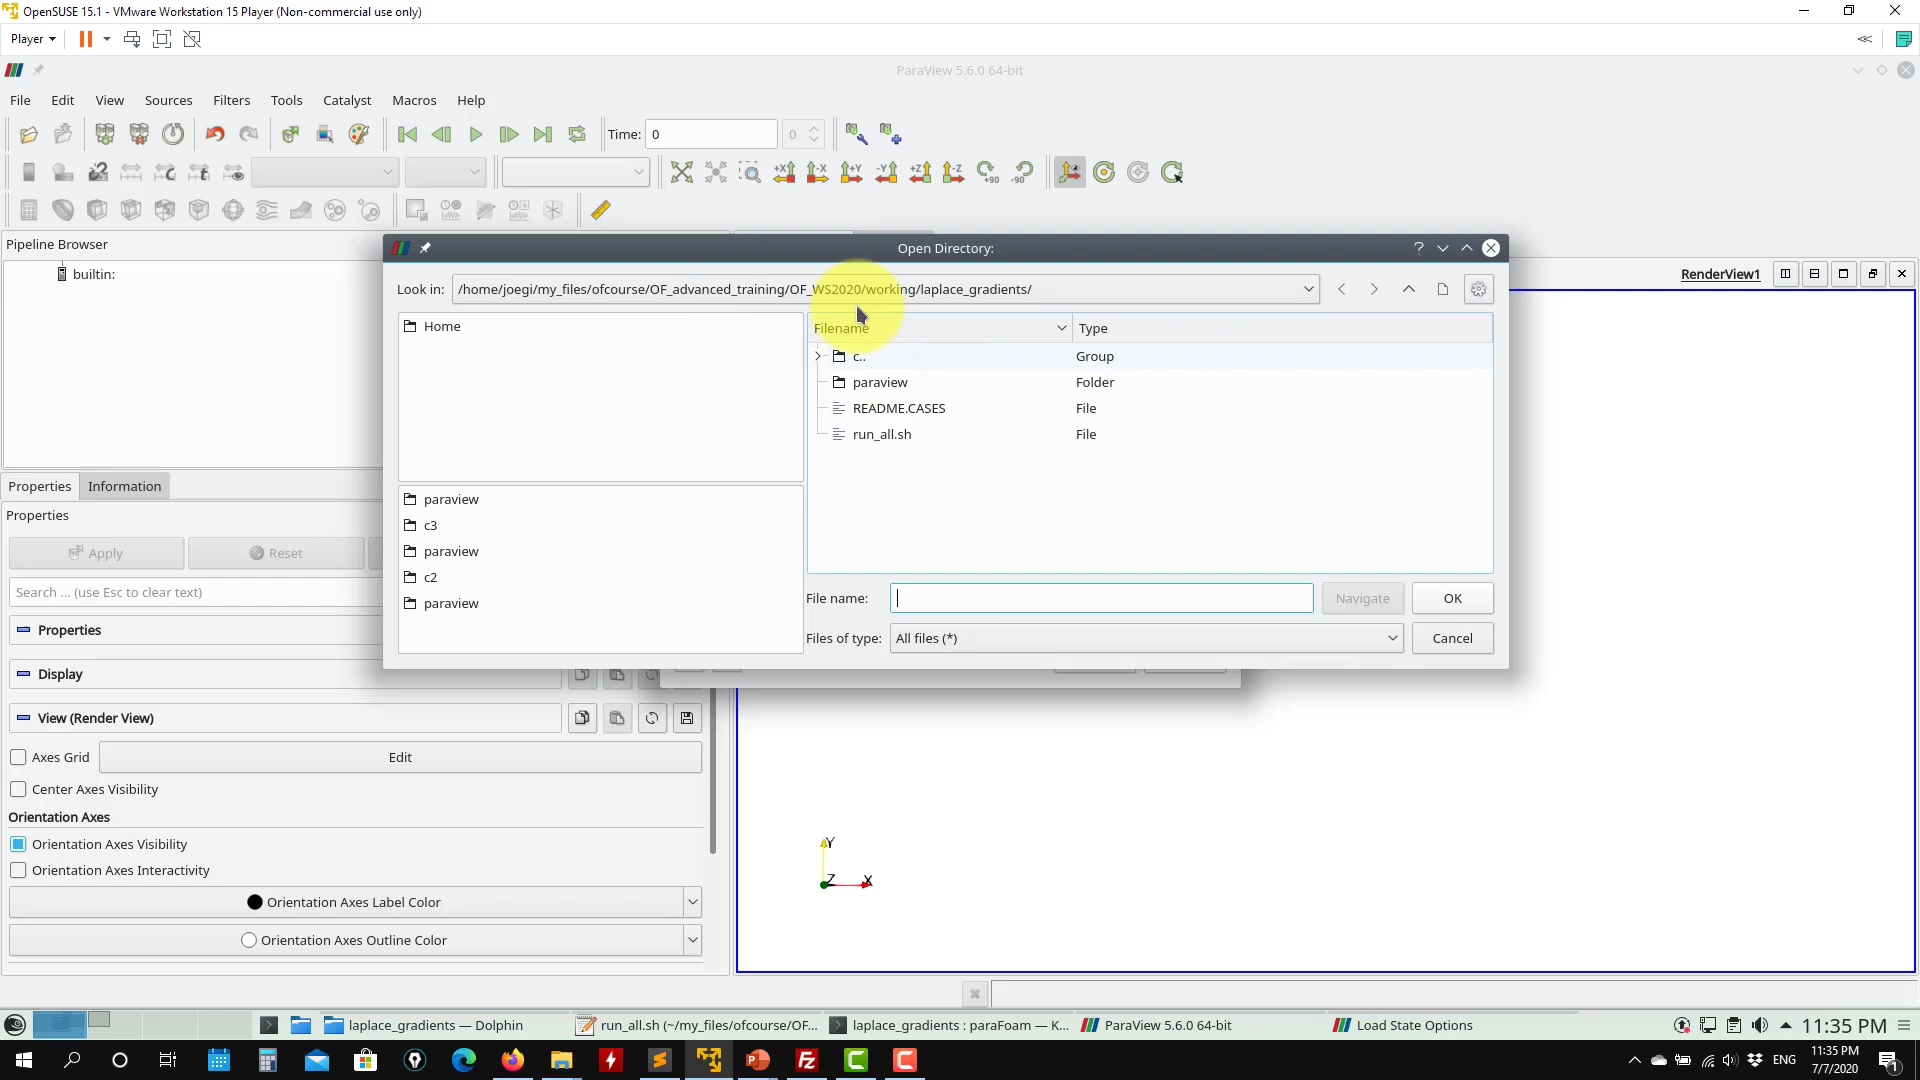 OpenSUSE 15.1 - VMware Workstation 15 Player (Non-commercial use only)
Player
ParaView 5.6.0 64-bit
File Edit View Sources Filters Tools Catalyst Macros Help
Time: 0 0
+X -X +Y -Y +Z -Z +90 -90
Pipeline Browser
builtin:
Open Directory:
Look in: /home/joegi/my_files/ofcourse/OF_advanced_training/OF_WS2020/working/laplace_gradients/
RenderView1
Home
Filename Type
c.. Group
paraview Folder
README.CASES File
run_all.sh File
Properties Information
Properties
paraview
c3
paraview
c2
paraview
Apply Reset
Search ... (use Esc to clear text)
File name: Navigate OK
Files of type: All files (*) Cancel
Properties
Display
View (Render View)
Axes Grid Edit
Center Axes Visibility
Orientation Axes
Orientation Axes Visibility
Orientation Axes Interactivity
Orientation Axes Label Color
Orientation Axes Outline Color
Y
Z X
laplace_gradients — Dolphin
run_all.sh (~/my_files/ofcourse/OF...
laplace_gradients : paraFoam — K...
ParaView 5.6.0 64-bit
Load State Options
11:35 PM
ENG
11:35 PM
7/7/2020
1